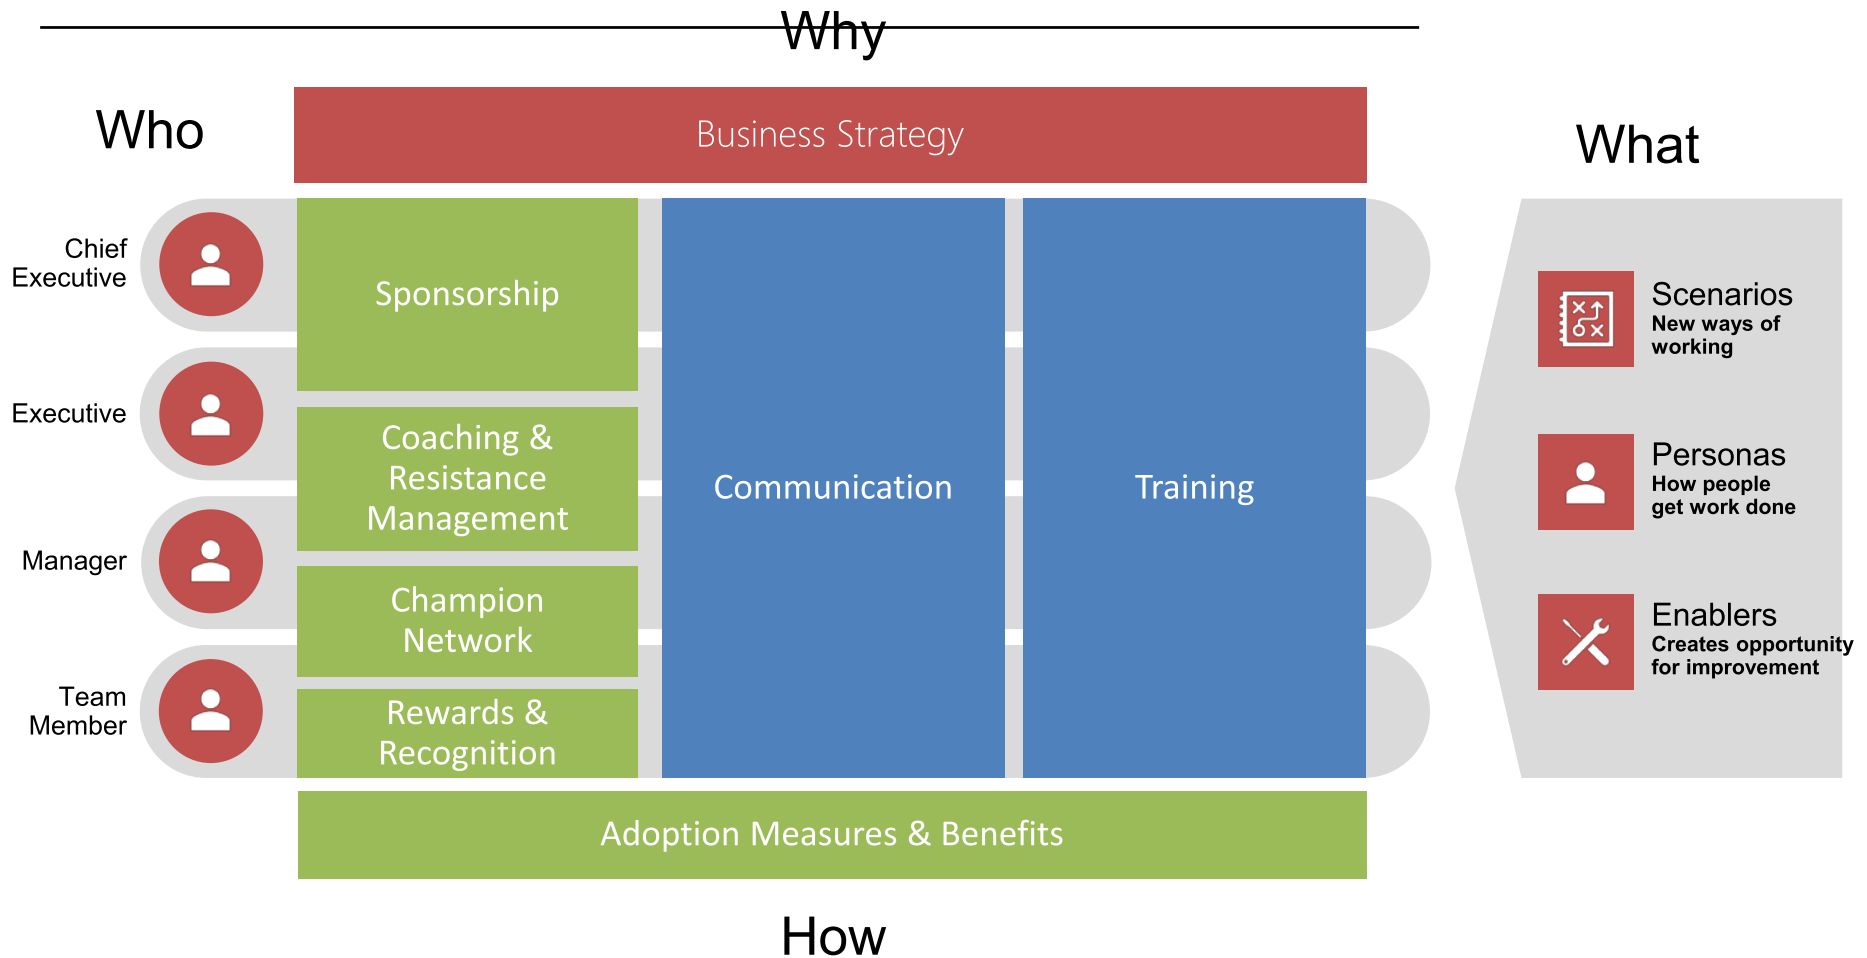 Why
Who
Business Strategy
What
Chief
Executive
Executive
Manager
Team
Member
Sponsorship
Coaching &
Resistance
Management
Champion
Network
Rewards &
Recognition
Communication
Training
Scenarios
New ways of
working
Personas
How people
get work done
Enablers
Creates opportunity
for improvement
Adoption Measures & Benefits
How